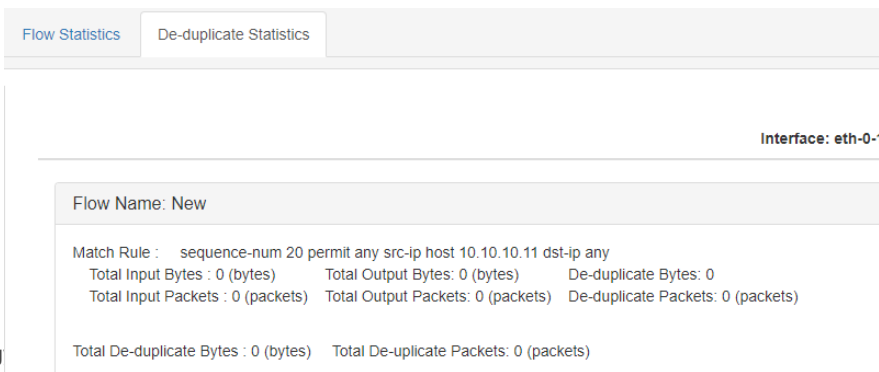 Flow Statistics De-duplicate Statistics
Interface: eth-0-
Flow Name: New
Match Rule : sequence-num 20 permit any src-ip host 10.10.10.11 dst-ip any
Total Input Bytes : 0 (bytes) Total Output Bytes: 0 (bytes) De-duplicate Bytes: 0
Total Input Packets : 0 (packets) Total Output Packets: 0 (packets) De-duplicate Packets: 0 (packets)
Total De-duplicate Bytes : 0 (bytes) Total De-uplicate Packets: 0 (packets)